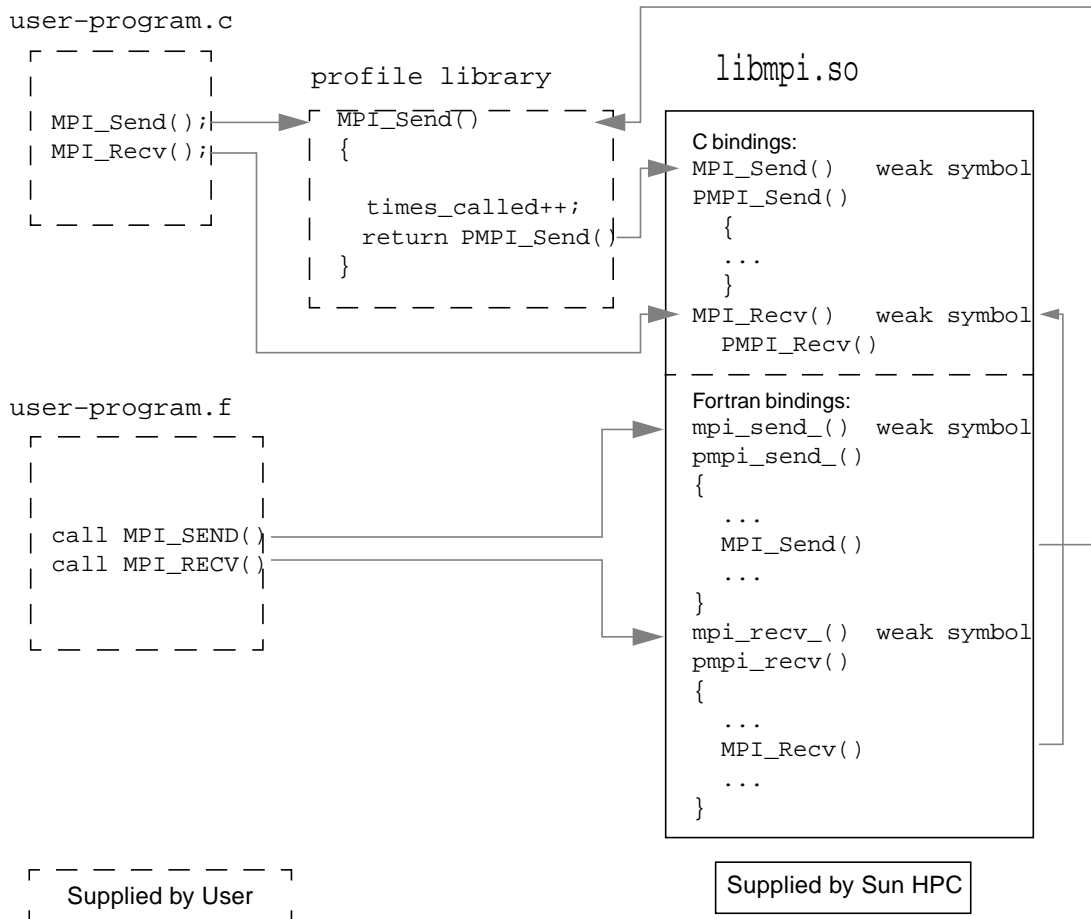 user-program.c
MPI_Send();
MPI_Recv();
profile library
MPI_Send()
{
times_called++;
return PMPI_Send()
}
libmpi.so
C bindings:
MPI_Send() weak symbol
PMPI_Send()
{
...
}
MPI_Recv() weak symbol
PMPI_Recv()
user-program.f
call MPI_SEND()
call MPI_RECV()
Fortran bindings:
mpi_send_() weak symbol
pmpi_send_()
{
...
MPI_Send()
...
}
mpi_recv_() weak symbol
pmpi_recv()
{
...
MPI_Recv()
...
}
Supplied by User
Supplied by Sun HPC